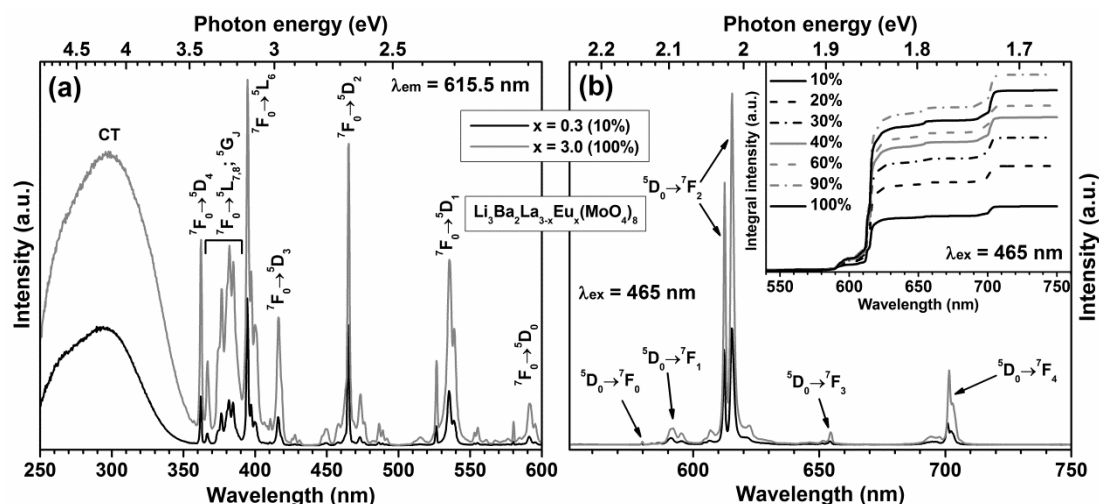 Photon energy (eV)
4.5 4 3.5 3 2.5
(a)
λem = 615.5 nm
CT
⁷F₀→⁵D₄
⁷F₀→⁵L₇,₈; ⁵G_J
⁷F₀→⁵L₆
⁷F₀→⁵D₃
⁷F₀→⁵D₂
⁷F₀→⁵D₁
⁷F₀→⁵D₀
x = 0.3 (10%)
x = 3.0 (100%)
Li₃Ba₂La₃₋ₓEuₓ(MoO₄)₈
Intensity (a.u.)
250 300 350 400 450 500 550 600
Wavelength (nm)
Photon energy (eV)
2.2 2.1 2 1.9 1.8 1.7
(b)
⁵D₀→⁷F₂
λex = 465 nm
⁵D₀→⁷F₀
⁵D₀→⁷F₁
⁵D₀→⁷F₃
⁵D₀→⁷F₄
Integral intensity (a.u.)
10%
20%
30%
40%
60%
90%
100%
λex = 465 nm
540 600 650 700 750
Wavelength (nm)
Intensity (a.u.)
600 650 700 750
Wavelength (nm)